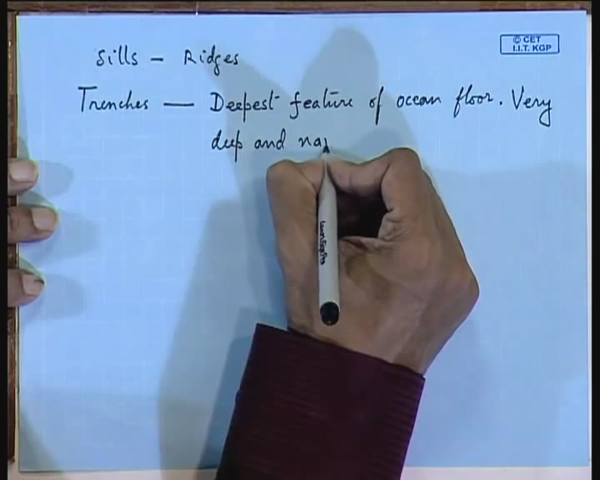 © CET
I.I.T. KGP
Sills – Ridges
Trenches — Deepest feature of ocean floor. Very
deep and na